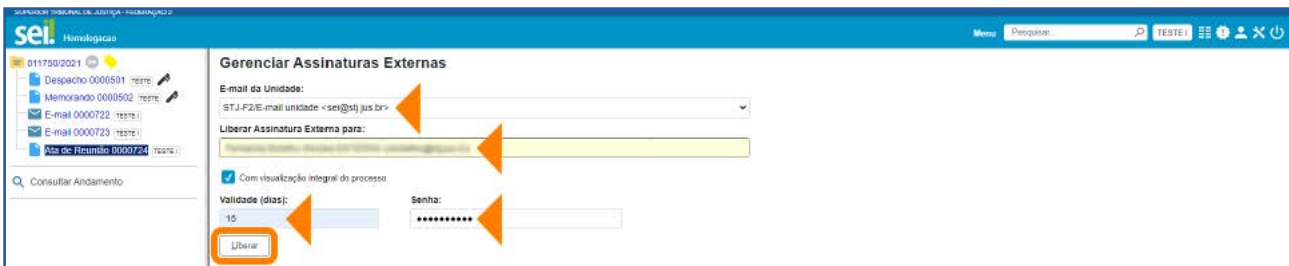 SUPERIOR TRIBUNAL DE JUSTIÇA - FEDERAÇÃO 2
sei! Homologacao
Menu Pesquisar... TESTE I
011750/2021
Despacho 0000501 TESTE
Memorando 0000502 TESTE
E-mail 0000722 TESTE I
E-mail 0000723 TESTE I
Ata de Reunião 0000724 TESTE I
Consultar Andamento
Gerenciar Assinaturas Externas
E-mail da Unidade:
STJ-F2/E-mail unidade <sei@stj.jus.br>
Liberar Assinatura Externa para:
Com visualização integral do processo
Validade (dias): Senha:
15 ••••••••••
Liberar